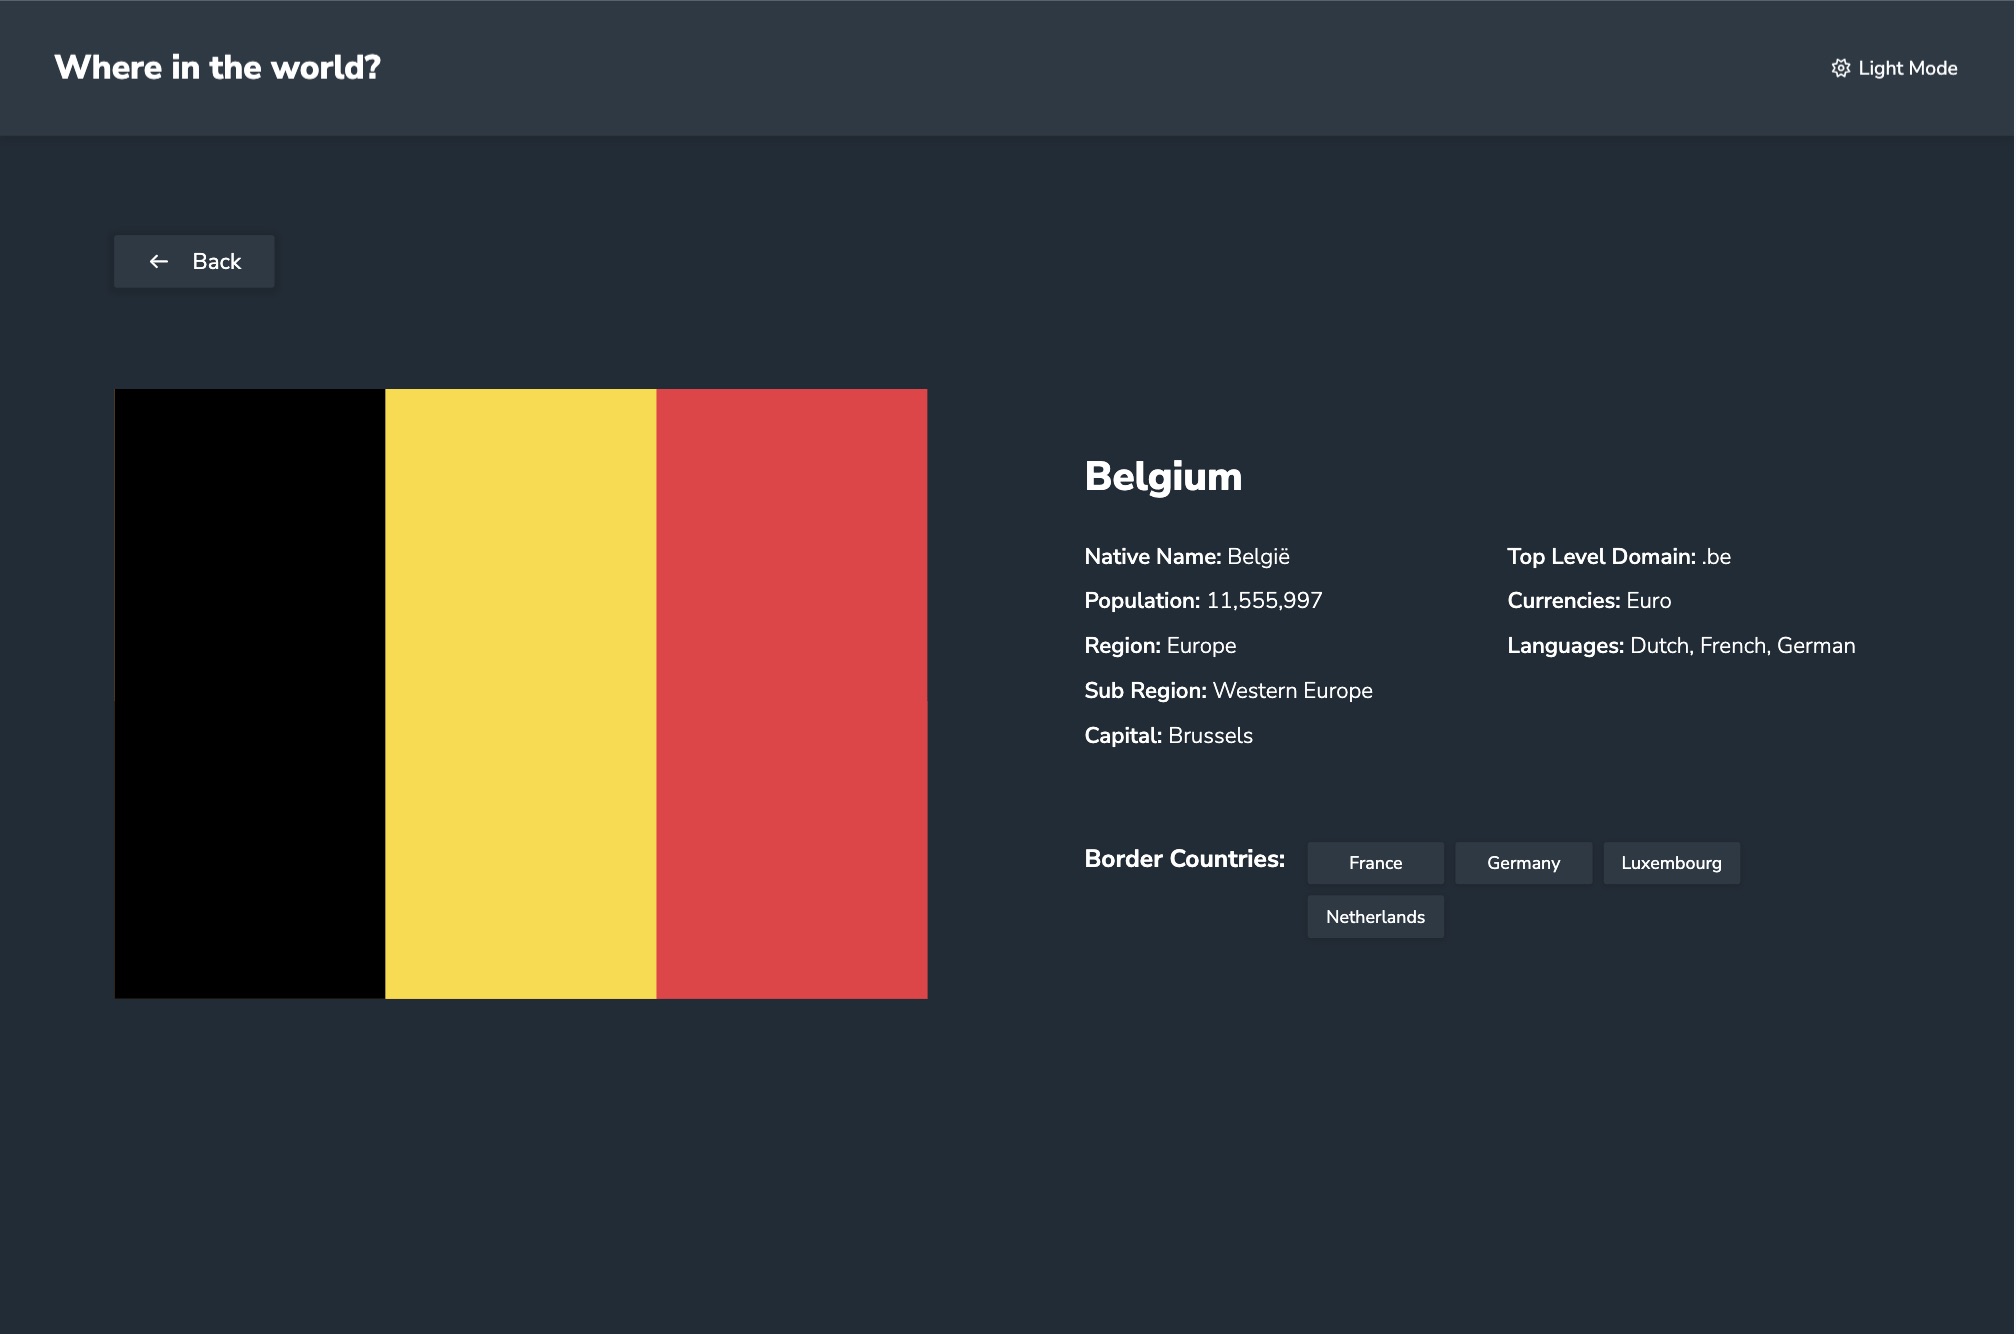 Where in the world?
Light Mode
Back
Belgium
Native Name: België
Population: 11,555,997
Region: Europe
Sub Region: Western Europe
Capital: Brussels
Top Level Domain: .be
Currencies: Euro
Languages: Dutch, French, German
Border Countries:
France
Germany
Luxembourg
Netherlands